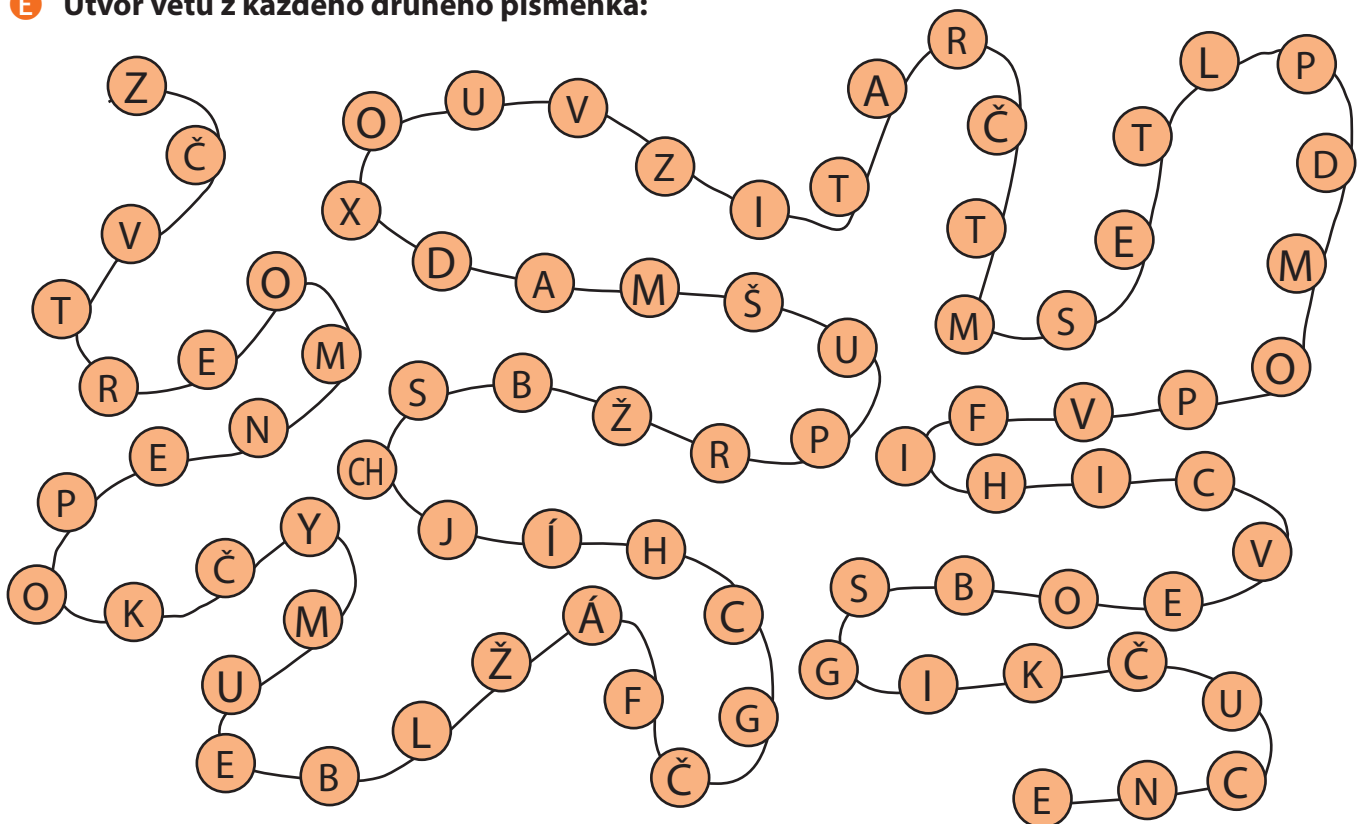 E Utvoř větu z každého druhého písmenka:
Z Č V T R E O M N E P O K Č Y M U E B L Ž Á F Č G C H Í J CH S B Ž R P U Š M A D X O U V Z I T A R Č T M S E T L P D M O P V F I H I C V E O B S G I K Č U C N E